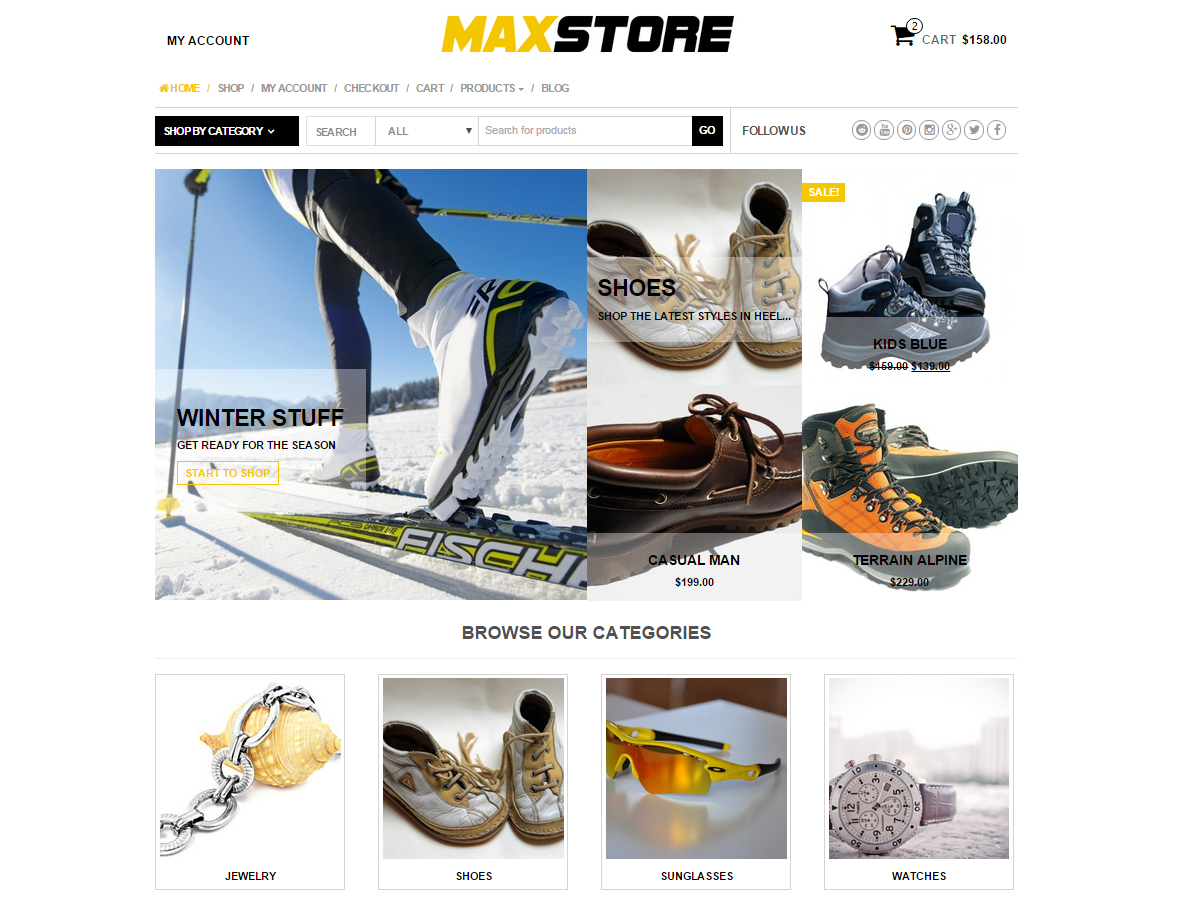 MY ACCOUNT
MAXSTORE
2
CART $158.00
HOME / SHOP / MY ACCOUNT / CHECKOUT / CART / PRODUCTS / BLOG
SHOP BY CATEGORY
SEARCH
ALL
Search for products
GO
FOLLOW US
WINTER STUFF
GET READY FOR THE SEASON
START TO SHOP
FISCHE
SHOES
SHOP THE LATEST STYLES IN HEEL...
SALE!
KIDS BLUE
$159.00 $139.00
CASUAL MAN
$199.00
TERRAIN ALPINE
$229.00
BROWSE OUR CATEGORIES
JEWELRY
SHOES
SUNGLASSES
WATCHES